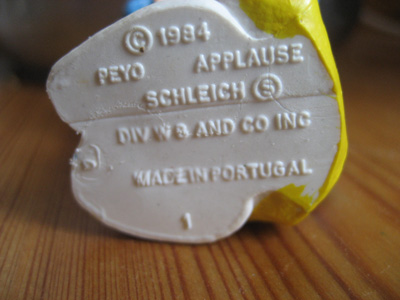 © 1984
PEYO APPLAUSE
SCHLEICH Ⓢ
DIV W B AND CO INC
MADE IN PORTUGAL
1